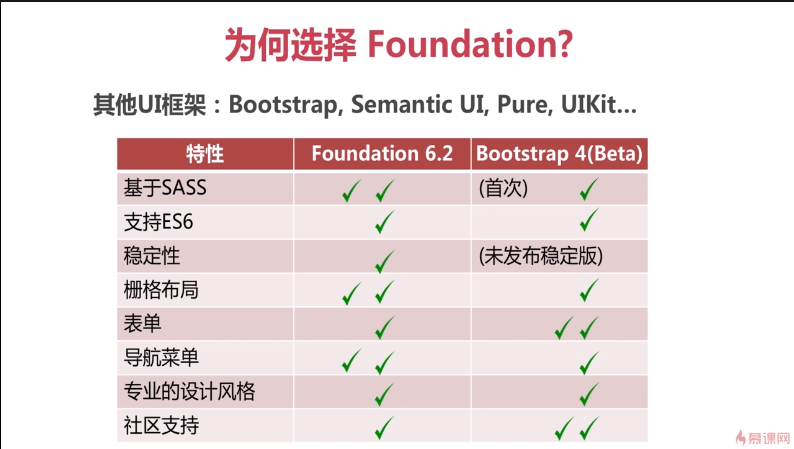 为何选择 Foundation?
其他UI框架：Bootstrap, Semantic UI, Pure, UIKit...
特性 Foundation 6.2 Bootstrap 4(Beta)
基于SASS ✓ ✓ (首次) ✓
支持ES6 ✓ ✓
稳定性 ✓ (未发布稳定版)
栅格布局 ✓ ✓ ✓
表单 ✓ ✓ ✓
导航菜单 ✓ ✓ ✓
专业的设计风格 ✓ ✓
社区支持 ✓ ✓ ✓
慕课网